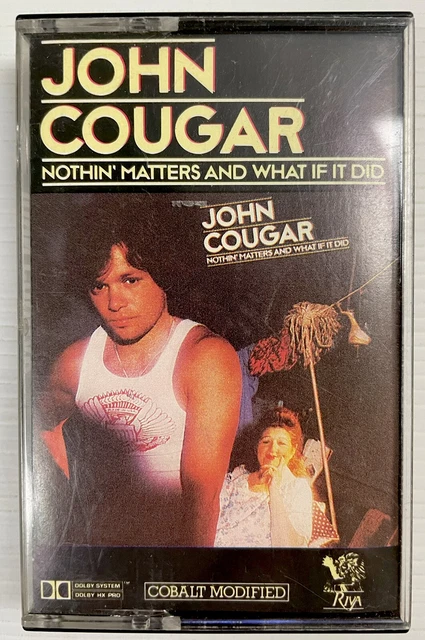 JOHN
COUGAR
NOTHIN' MATTERS AND WHAT IF IT DID
JOHN
COUGAR
NOTHIN' MATTERS AND WHAT IF IT DID
DOLBY SYSTEM ™
DOLBY HX PRO
COBALT MODIFIED
RIVA